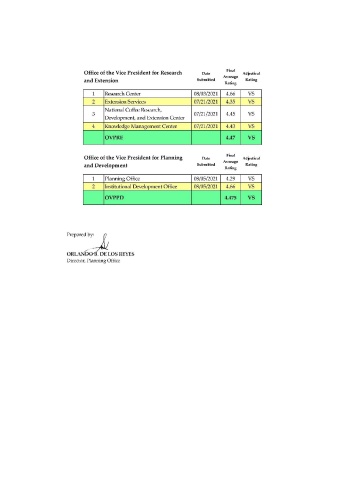 Office of the Vice President for Research and Extension Date Submitted Final Average Rating Adjectival Rating
1 Research Center 08/05/2021 4.66 VS
2 Extension Services 07/21/2021 4.35 VS
3 National Coffee Research, Development, and Extension Center 07/21/2021 4.45 VS
4 Knowledge Management Center 07/21/2021 4.43 VS
OVPRE 4.47 VS
Office of the Vice President for Planning and Development Date Submitted Final Average Rating Adjectival Rating
1 Planning Office 08/05/2021 4.29 VS
2 Institutional Development Office 08/05/2021 4.66 VS
OVPPD 4.475 VS
Prepared by:
ORLANDO B. DE LOS REYES
Director, Planning Office